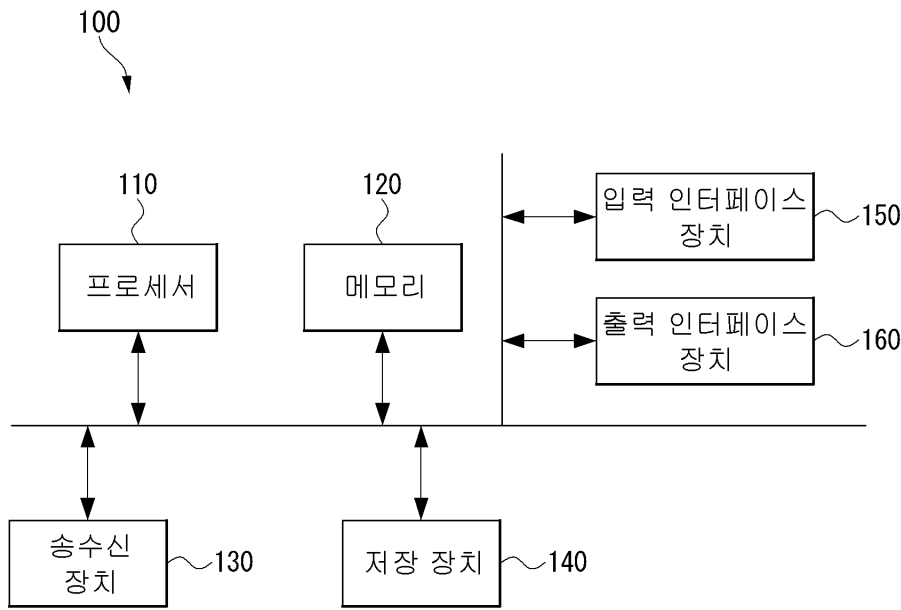 100
110
120
입력 인터페이스
장치
150
프로세서
메모리
출력 인터페이스
장치
160
송수신
장치
130
저장 장치
140